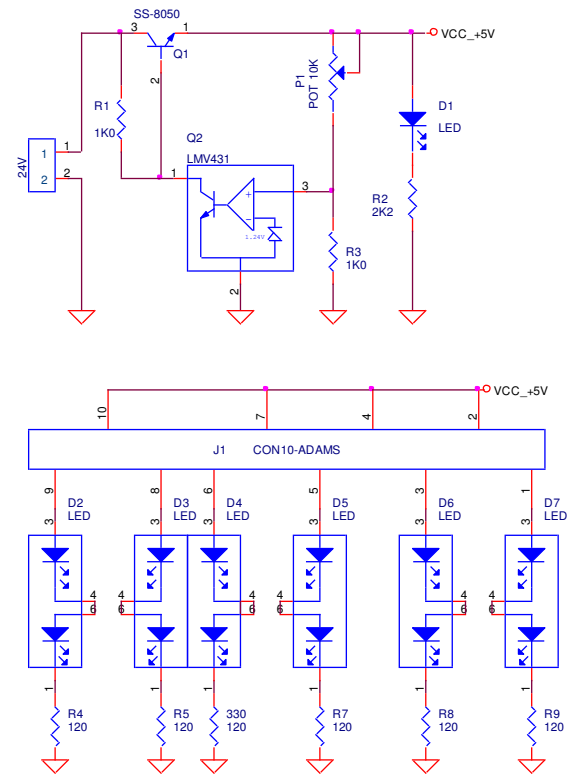 SS-8050
3
1
VCC_+5V
Q1
2
P1
POT 10K
R1
1K0
D1
LED
24V
1
1
2
2
Q2
LMV431
1
3
+
-
1.24V
R2
2K2
R3
1K0
2
VCC_+5V
10
7
4
2
J1 CON10-ADAMS
9
8
6
5
3
1
D2
LED
D3
LED
D4
LED
D5
LED
D6
LED
D7
LED
3
3
3
3
3
3
4
6
4
6
4
6
4
6
4
6
4
6
1
1
1
1
1
1
R4
120
R5
120
330
120
R7
120
R8
120
R9
120